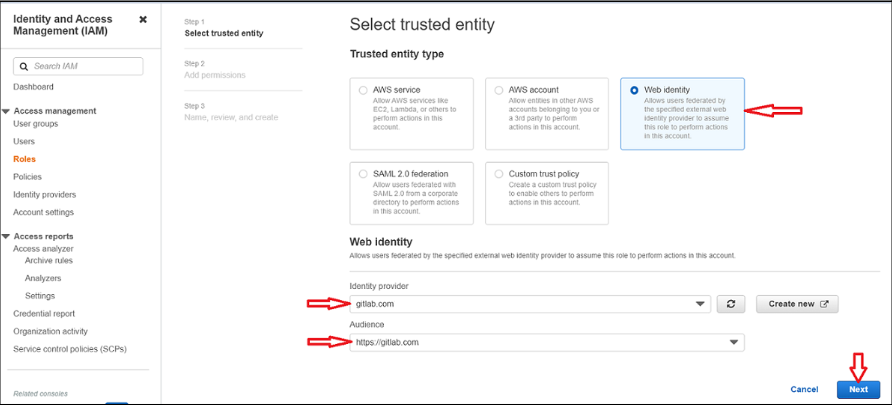 Identity and Access
Management (IAM)
Search IAM
Dashboard
Access management
User groups
Users
Roles
Policies
Identity providers
Account settings
Access reports
Access analyzer
Archive rules
Analyzers
Settings
Credential report
Organization activity
Service control policies (SCPs)
Related consoles
Step 1
Select trusted entity
Step 2
Add permissions
Step 3
Name, review, and create
Select trusted entity
Trusted entity type
AWS service
Allow AWS services like
EC2, Lambda, or others to
perform actions in this
account.
AWS account
Allow entities in other AWS
accounts belonging to you or
a 3rd party to perform
actions in this account.
Web identity
Allows users federated by
the specified external web
identity provider to assume
this role to perform actions
in this account.
SAML 2.0 federation
Allow users federated with
SAML 2.0 from a corporate
directory to perform actions
in this account.
Custom trust policy
Create a custom trust policy
to enable others to perform
actions in this account.
Web identity
Allows users federated by the specified external web identity provider to assume this role to perform actions in this account.
Identity provider
gitlab.com
Create new
Audience
https://gitlab.com
Cancel
Next